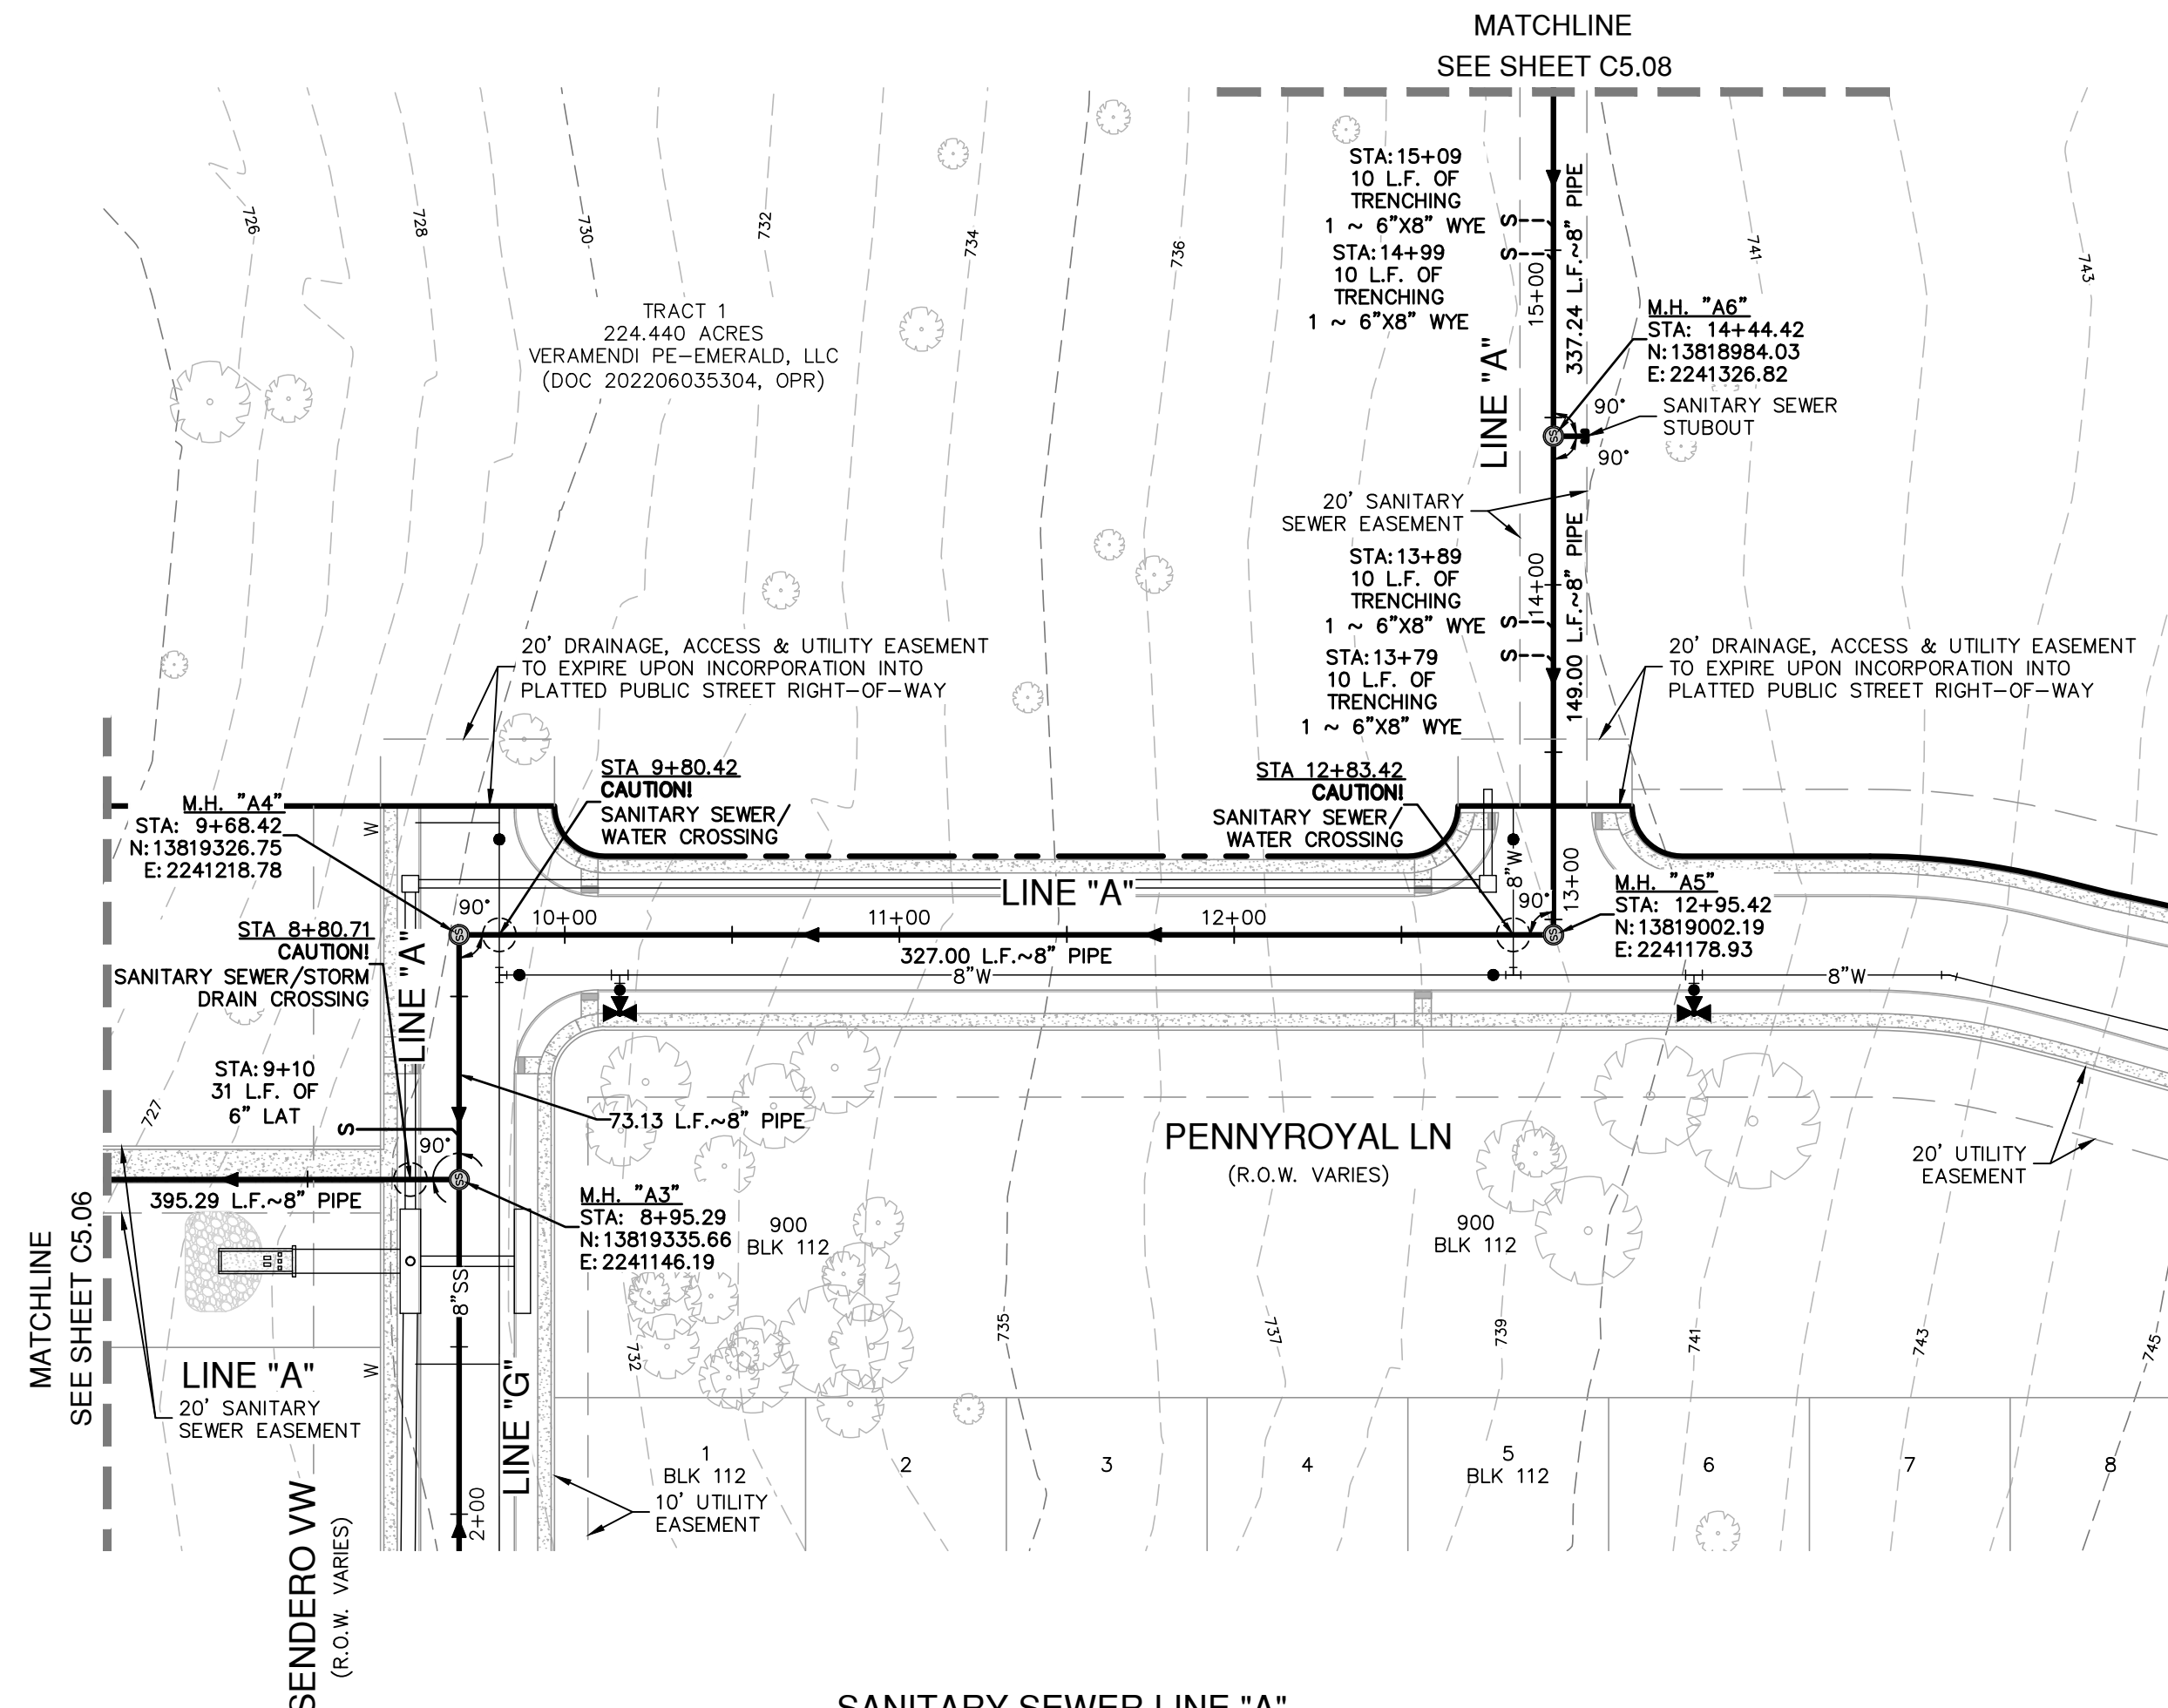 MATCHLINE
SEE SHEET C5.08
726
728
730
732
734
736
741
743
STA: 15+09
10 L.F. OF
TRENCHING
1 ~ 6"X8" WYE
S
STA: 14+99
10 L.F. OF
TRENCHING
1 ~ 6"X8" WYE
S
15+00
337.24 L.F.~8" PIPE
LINE "A"
M.H. "A6"
STA: 14+44.42
N: 13818984.03
E: 2241326.82
SS
90°
90°
SANITARY SEWER
STUBOUT
TRACT 1
224.440 ACRES
VERAMENDI PE-EMERALD, LLC
(DOC 202206035304, OPR)
20' SANITARY
SEWER EASEMENT
STA: 13+89
10 L.F. OF
TRENCHING
1 ~ 6"X8" WYE
S
STA: 13+79
10 L.F. OF
TRENCHING
1 ~ 6"X8" WYE
S
14+00
149.00 L.F.~8" PIPE
20' DRAINAGE, ACCESS & UTILITY EASEMENT
TO EXPIRE UPON INCORPORATION INTO
PLATTED PUBLIC STREET RIGHT-OF-WAY
20' DRAINAGE, ACCESS & UTILITY EASEMENT
TO EXPIRE UPON INCORPORATION INTO
PLATTED PUBLIC STREET RIGHT-OF-WAY
M.H. "A4"
STA: 9+68.42
N: 13819326.75
E: 2241218.78
W
STA 9+80.42
CAUTION!
SANITARY SEWER/
WATER CROSSING
STA 12+83.42
CAUTION!
SANITARY SEWER/
WATER CROSSING
8"W
13+00
90°
SS
M.H. "A5"
STA: 12+95.42
N: 13819002.19
E: 2241178.93
LINE "A"
90°
SS
10+00
11+00
12+00
327.00 L.F.~8" PIPE
8"W
8"W
STA 8+80.71
CAUTION!
SANITARY SEWER/STORM
DRAIN CROSSING
LINE "A"
STA: 9+10
31 L.F. OF
6" LAT
S
90°
SS
73.13 L.F.~8" PIPE
727
395.29 L.F.~8" PIPE
M.H. "A3"
STA: 8+95.29
N: 13819335.66
E: 2241146.19
900
BLK 112
PENNYROYAL LN
(R.O.W. VARIES)
900
BLK 112
20' UTILITY
EASEMENT
MATCHLINE
SEE SHEET C5.06
8"SS
LINE "A"
20' SANITARY
SEWER EASEMENT
W
LINE "G"
732
735
737
739
741
743
745
2+00
1
BLK 112
10' UTILITY
EASEMENT
2
3
4
5
BLK 112
6
7
8
SENDERO VW
(R.O.W. VARIES)
SANITARY SEWER LINE "A"